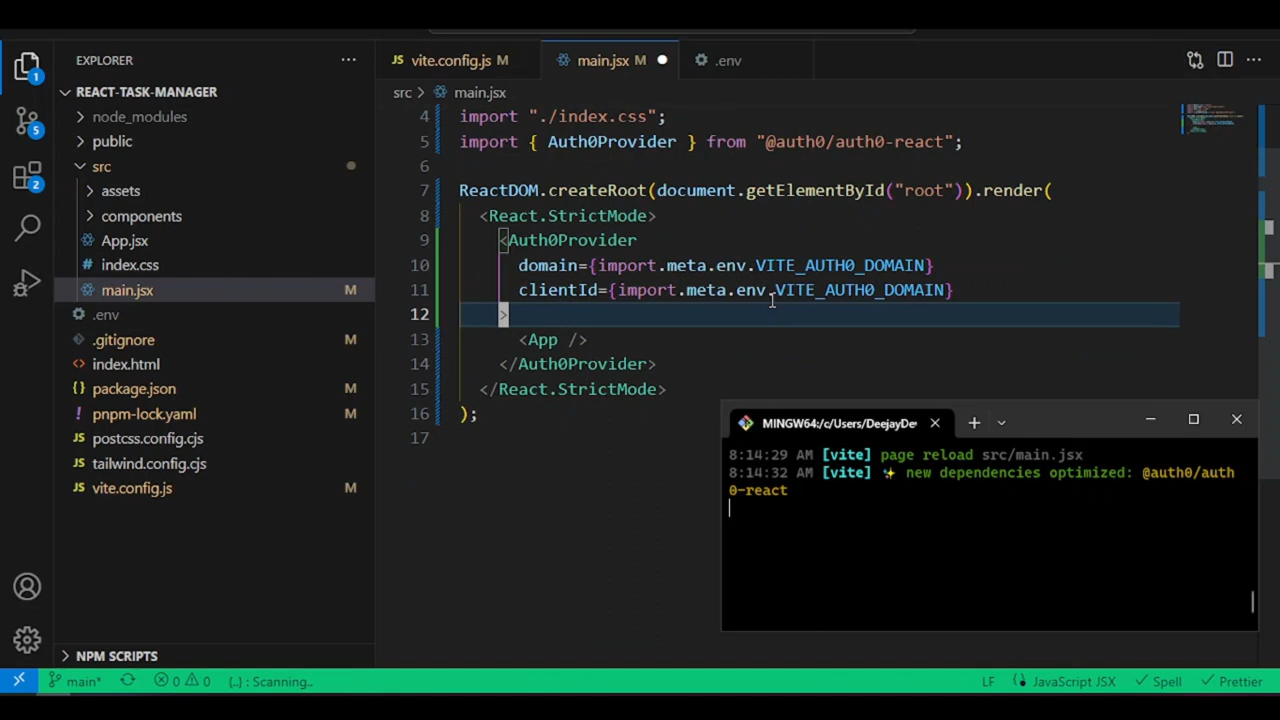 EXPLORER
REACT-TASK-MANAGER
node_modules
public
src
assets
components
App.jsx
index.css
main.jsx M
.env
.gitignore M
index.html
package.json M
pnpm-lock.yaml M
postcss.config.cjs
tailwind.config.cjs
vite.config.js M
NPM SCRIPTS
1
5
2
vite.config.js M
main.jsx M
.env
src > main.jsx
4 import "./index.css";
5 import { Auth0Provider } from "@auth0/auth0-react";
6
7 ReactDOM.createRoot(document.getElementById("root")).render(
8 <React.StrictMode>
9 <Auth0Provider
10 domain={import.meta.env.VITE_AUTH0_DOMAIN}
11 clientId={import.meta.env.VITE_AUTH0_DOMAIN}
12 >
13 <App />
14 </Auth0Provider>
15 </React.StrictMode>
16 );
17
MINGW64:/c/Users/DeejayDe
8:14:29 AM [vite] page reload src/main.jsx
8:14:32 AM [vite] ✨ new dependencies optimized: @auth0/auth
0-react
main* 0 0 {..}: Scanning.. LF JavaScript JSX Spell Prettier